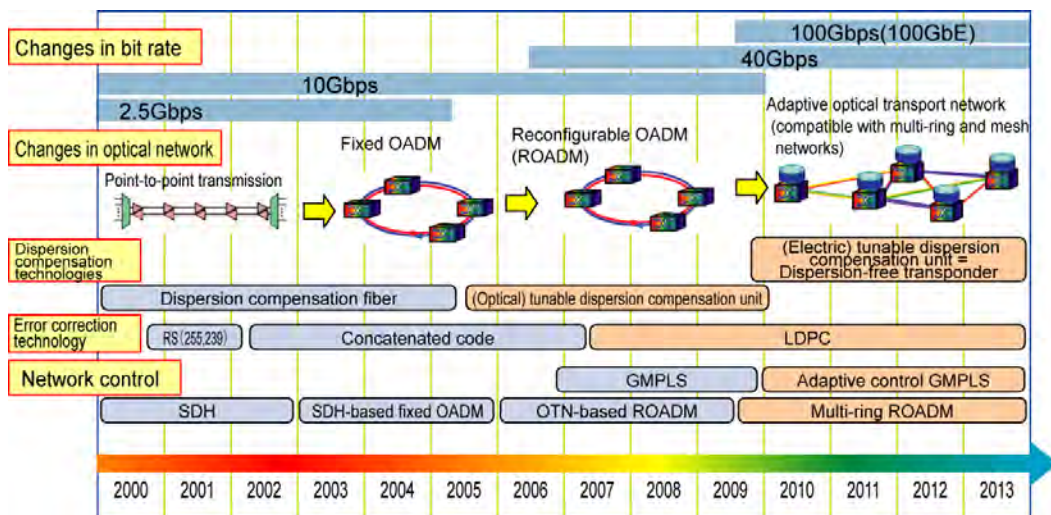 Changes in bit rate
100Gbps(100GbE)
40Gbps
10Gbps
2.5Gbps
Changes in optical network
Point-to-point transmission
Fixed OADM
Reconfigurable OADM
(ROADM)
Adaptive optical transport network
(compatible with multi-ring and mesh
networks)
Dispersion
compensation
technologies
(Electric) tunable dispersion
compensation unit =
Dispersion-free transponder
Dispersion compensation fiber
(Optical) tunable dispersion compensation unit
Error correction
technology
RS(255,239)
Concatenated code
LDPC
Network control
GMPLS
Adaptive control GMPLS
SDH
SDH-based fixed OADM
OTN-based ROADM
Multi-ring ROADM
2000 2001 2002 2003 2004 2005 2006 2007 2008 2009 2010 2011 2012 2013